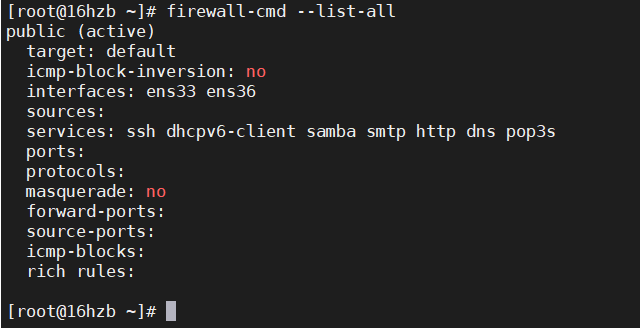 [root@16hzb ~]# firewall-cmd --list-all
public (active)
  target: default
  icmp-block-inversion: no
  interfaces: ens33 ens36
  sources:
  services: ssh dhcpv6-client samba smtp http dns pop3s
  ports:
  protocols:
  masquerade: no
  forward-ports:
  source-ports:
  icmp-blocks:
  rich rules:
[root@16hzb ~]#